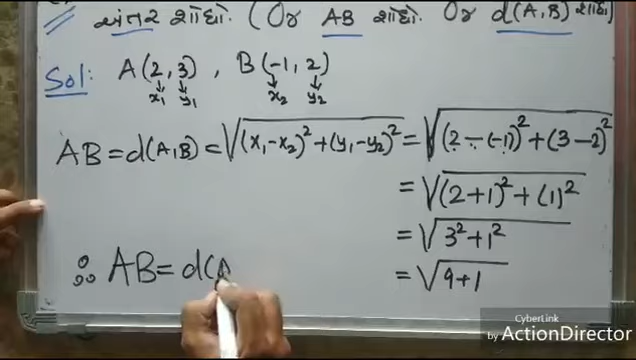 અંતર શોધો. (Or AB શોધો. Or d(A,B) શોધો)
Sol: A(2,3), B(-1,2)
x₁ y₁ x₂ y₂
AB = d(A,B) = √((x₁-x₂)²+(y₁-y₂)²) = √((2-(-1))²+(3-2)²)
= √((2+1)²+(1)²)
= √(3²+1²)
= √(9+1)
∴ AB = d(A
CyberLink
by ActionDirector